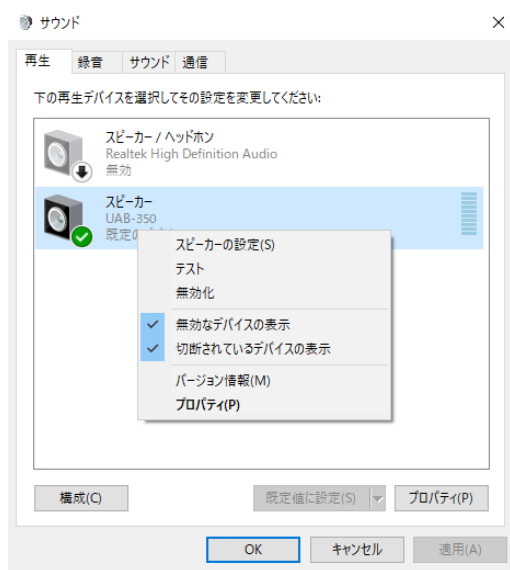 サウンド
再生
録音
サウンド
通信
下の再生デバイスを選択してその設定を変更してください:
スピーカー / ヘッドホン
Realtek High Definition Audio
無効
スピーカー
UAB-350
既定の
スピーカーの設定(S)
テスト
無効化
無効なデバイスの表示
切断されているデバイスの表示
バージョン情報(M)
プロパティ(P)
構成(C)
既定値に設定(S)
プロパティ(P)
OK
キャンセル
適用(A)